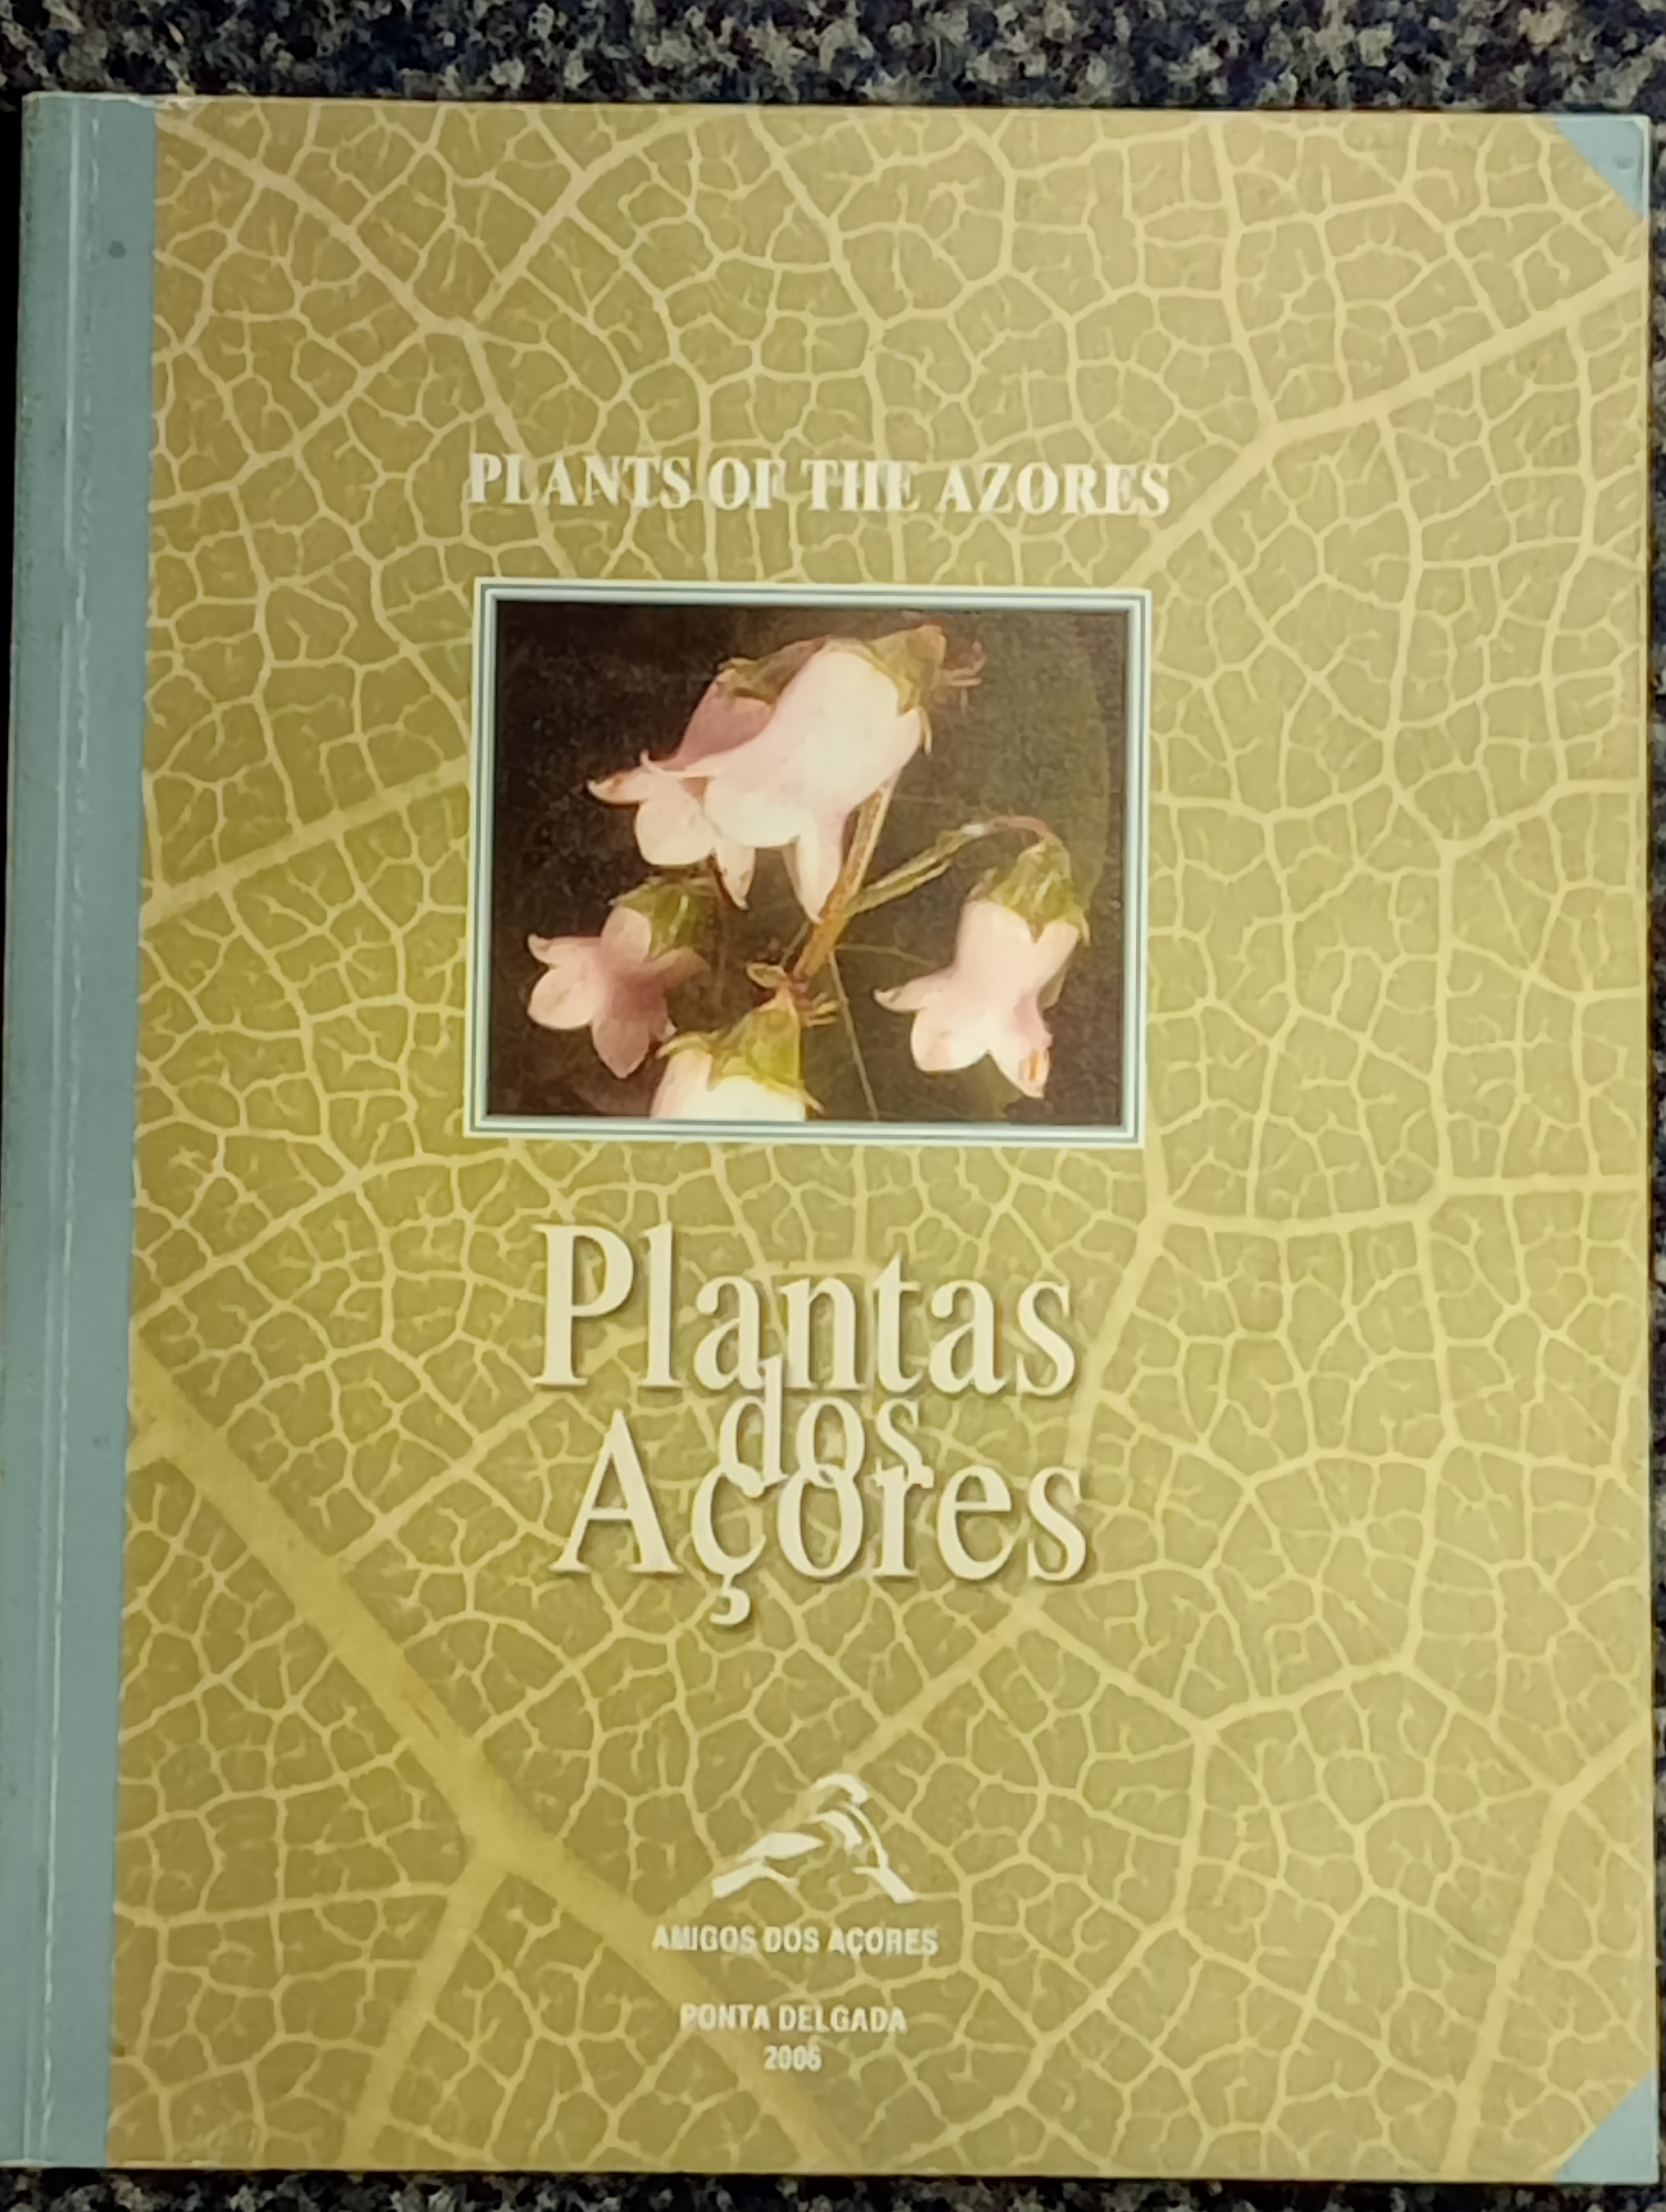 PLANTS OF THE AZORES
Plantas
dos
Açores
AMIGOS DOS AÇORES
PONTA DELGADA
2006